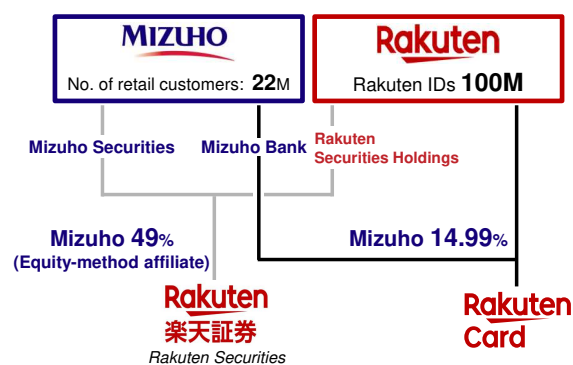 MIZUHO
No. of retail customers: 22M
Rakuten
Rakuten IDs 100M
Mizuho Securities
Mizuho Bank
Rakuten
Securities Holdings
Mizuho 49%
(Equity-method affiliate)
Mizuho 14.99%
Rakuten
楽天証券
Rakuten Securities
Rakuten
Card